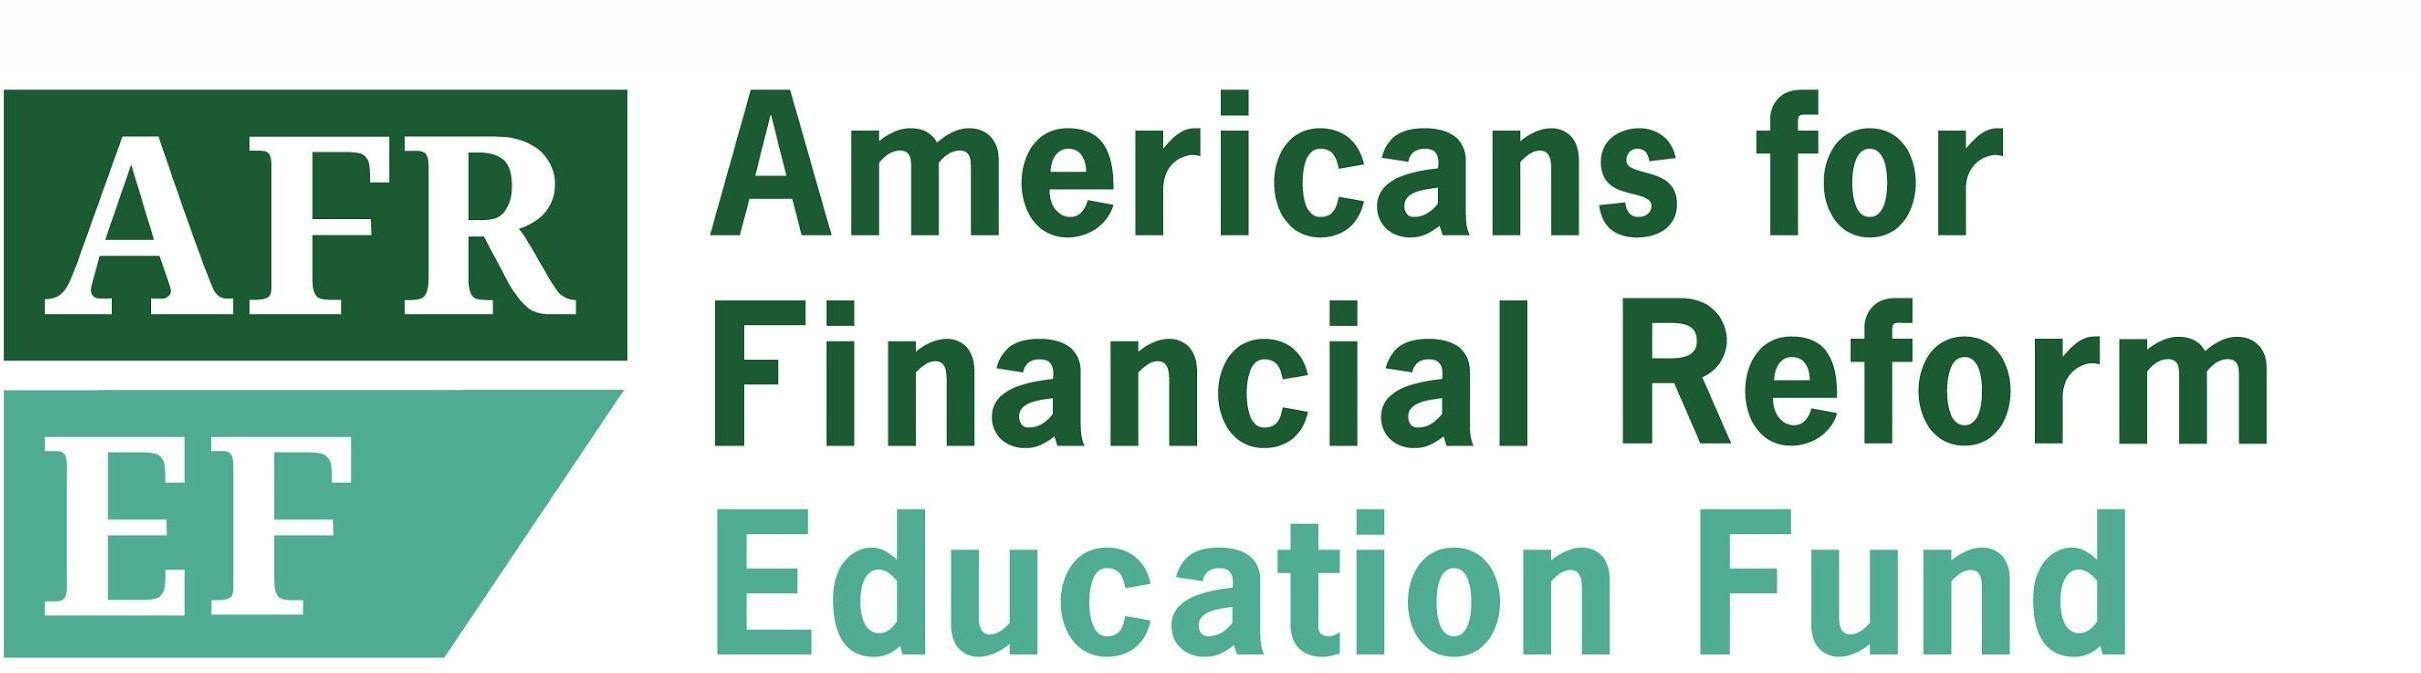 AFR
EF
Americans for
Financial Reform
Education Fund